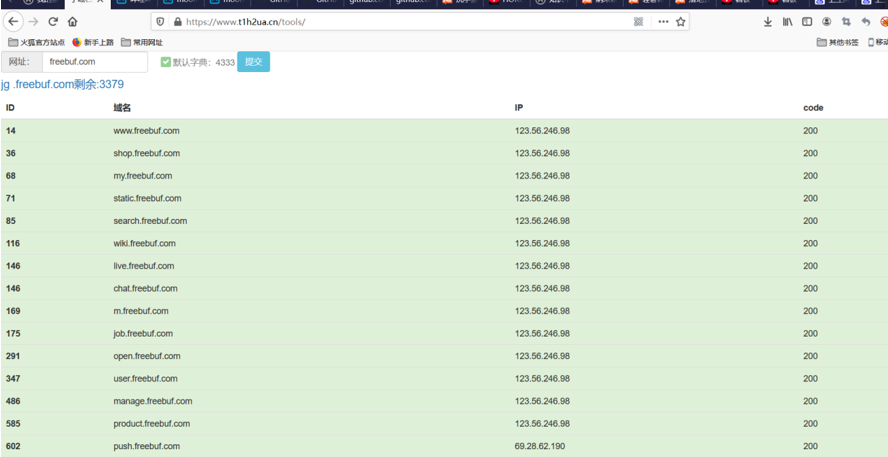 https://www.t1h2ua.cn/tools/
火狐官方站点 新手上路 常用网址 其他书签
网址: freebuf.com 默认字典: 4333 提交
jg .freebuf.com剩余:3379
ID 域名 IP code
14 www.freebuf.com 123.56.246.98 200
36 shop.freebuf.com 123.56.246.98 200
68 my.freebuf.com 123.56.246.98 200
71 static.freebuf.com 123.56.246.98 200
85 search.freebuf.com 123.56.246.98 200
116 wiki.freebuf.com 123.56.246.98 200
146 live.freebuf.com 123.56.246.98 200
146 chat.freebuf.com 123.56.246.98 200
169 m.freebuf.com 123.56.246.98 200
175 job.freebuf.com 123.56.246.98 200
291 open.freebuf.com 123.56.246.98 200
347 user.freebuf.com 123.56.246.98 200
486 manage.freebuf.com 123.56.246.98 200
585 product.freebuf.com 123.56.246.98 200
602 push.freebuf.com 69.28.62.190 200